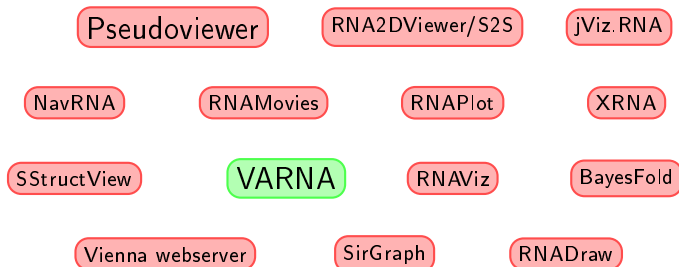 Pseudoviewer RNA2DViewer/S2S jViz.RNA
NavRNA RNAMovies RNAPlot XRNA
SStructView VARNA RNAViz BayesFold
Vienna webserver SirGraph RNADraw